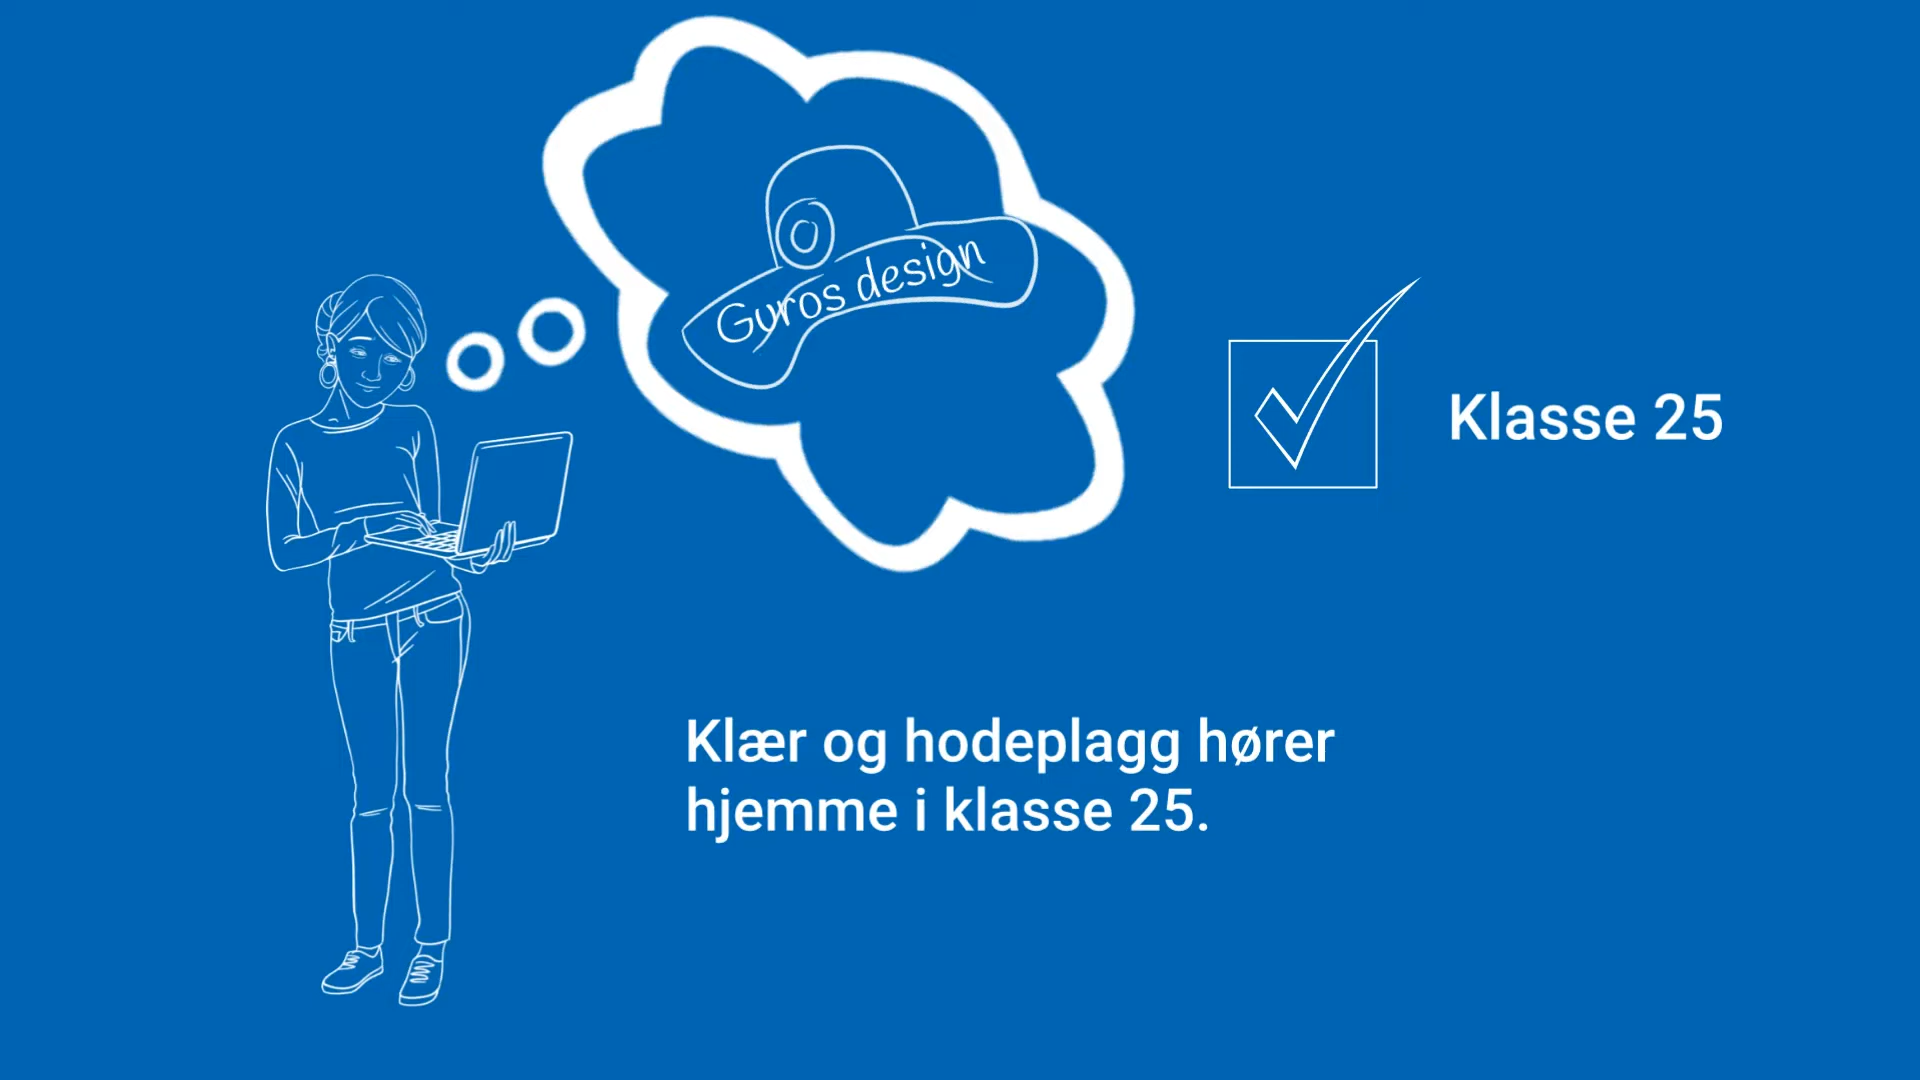 Guros design
Klasse 25
Klær og hodeplagg hører
hjemme i klasse 25.